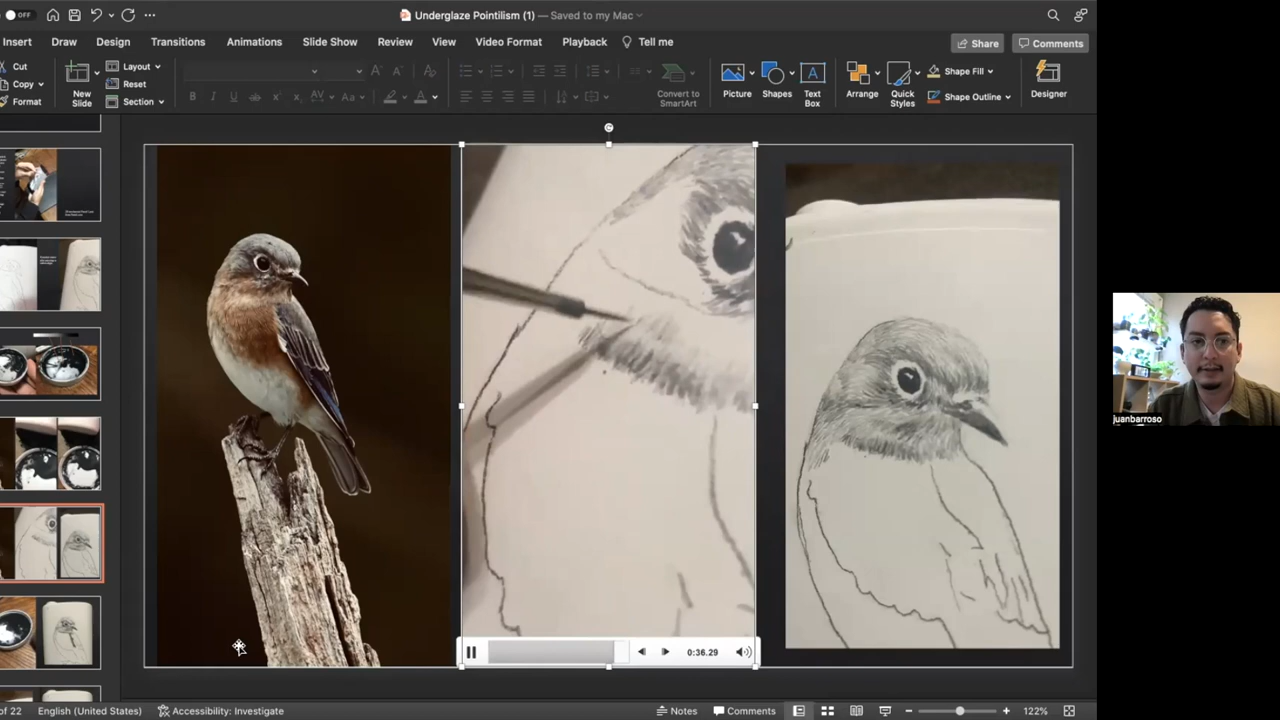 OFF
Underglaze Pointilism (1) — Saved to my Mac
Insert Draw Design Transitions Animations Slide Show Review View Video Format Playback Tell me
Share Comments
Cut
Copy
Format
New Slide
Layout
Reset
Section
B I U ab x x AV Aa A
Convert to SmartArt
Picture
Shapes
A
Text Box
Arrange
Quick Styles
Shape Fill
Shape Outline
Designer
0:36.29
juanbarroso
of 22 English (United States) Accessibility: Investigate Notes Comments 122%